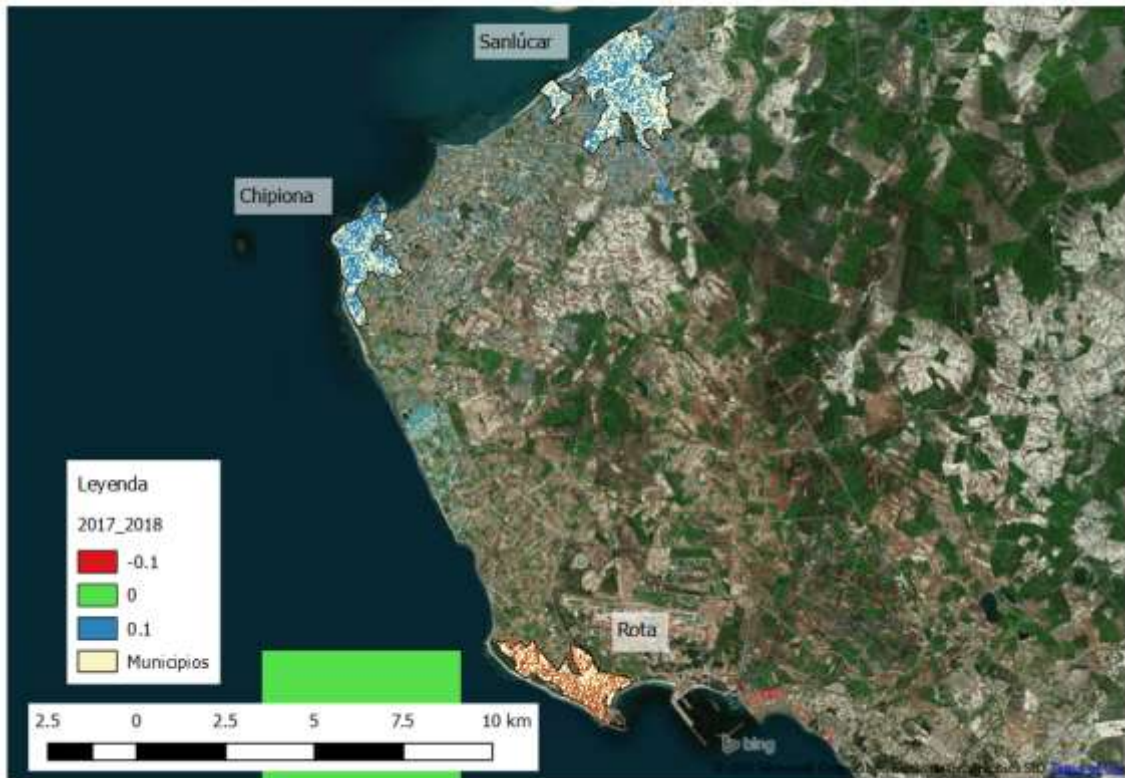 Sanlúcar
Chipiona
Leyenda
2017_2018
-0.1
0
0.1
Municipios
Rota
2.5 0 2.5 5 7.5 10 km
bing